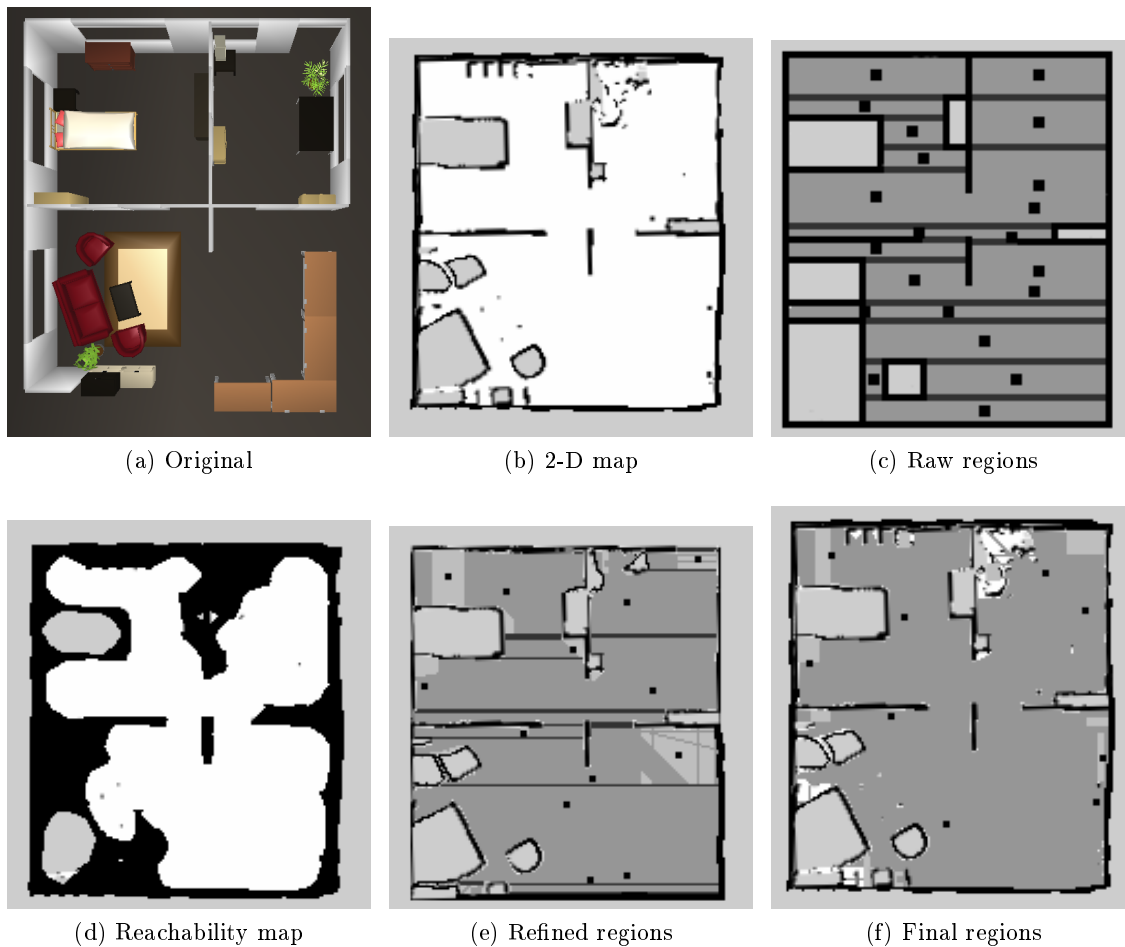 (a) Original
(b) 2-D map
(c) Raw regions
(d) Reachability map
(e) Refined regions
(f) Final regions